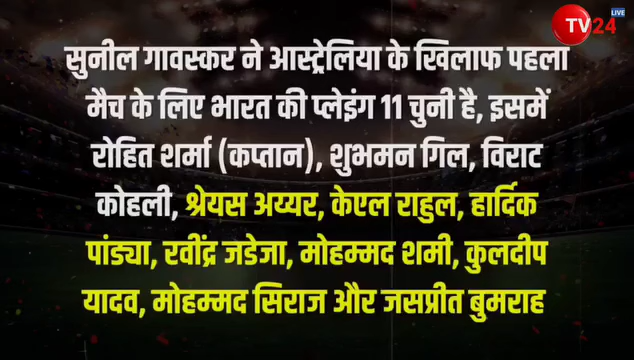 LIVE
TV24
सुनील गावस्कर ने आस्ट्रेलिया के खिलाफ पहला
मैच के लिए भारत की प्लेइंग 11 चुनी है, इसमें
रोहित शर्मा (कप्तान), शुभमन गिल, विराट
कोहली, श्रेयस अय्यर, केएल राहुल, हार्दिक
पांड्या, रवींद्र जडेजा, मोहम्मद शमी, कुलदीप
यादव, मोहम्मद सिराज और जसप्रीत बुमराह